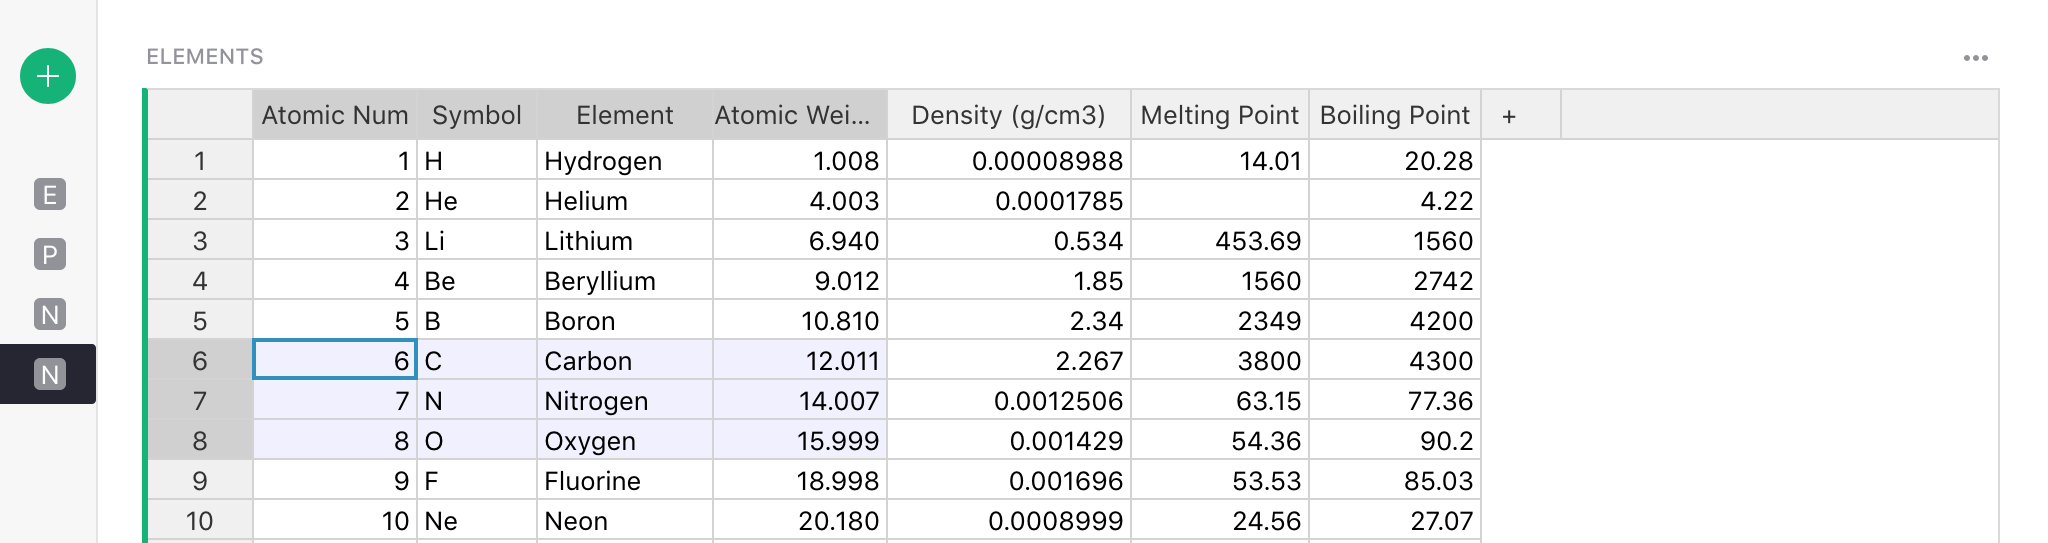 ELEMENTS
+
•••
Atomic Num Symbol Element Atomic Wei... Density (g/cm3) Melting Point Boiling Point +
1 1 H Hydrogen 1.008 0.00008988 14.01 20.28
2 2 He Helium 4.003 0.0001785 4.22
3 3 Li Lithium 6.940 0.534 453.69 1560
4 4 Be Beryllium 9.012 1.85 1560 2742
5 5 B Boron 10.810 2.34 2349 4200
6 6 C Carbon 12.011 2.267 3800 4300
7 7 N Nitrogen 14.007 0.0012506 63.15 77.36
8 8 O Oxygen 15.999 0.001429 54.36 90.2
9 9 F Fluorine 18.998 0.001696 53.53 85.03
10 10 Ne Neon 20.180 0.0008999 24.56 27.07
E
P
N
N